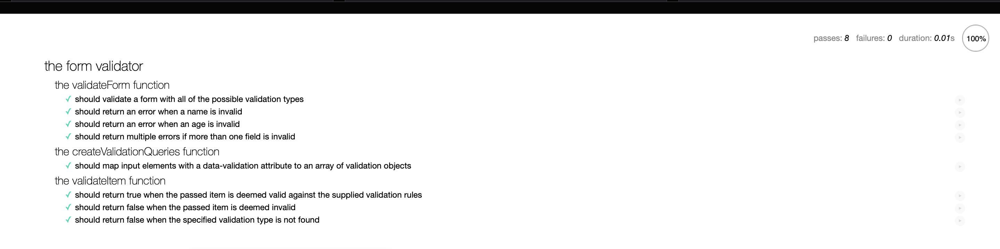 passes: 8 failures: 0 duration: 0.01s 100%
the form validator
the validateForm function
✓ should validate a form with all of the possible validation types
✓ should return an error when a name is invalid
✓ should return an error when an age is invalid
✓ should return multiple errors if more than one field is invalid
the createValidationQueries function
✓ should map input elements with a data-validation attribute to an array of validation objects
the validateItem function
✓ should return true when the passed item is deemed valid against the supplied validation rules
✓ should return false when the passed item is deemed invalid
✓ should return false when the specified validation type is not found